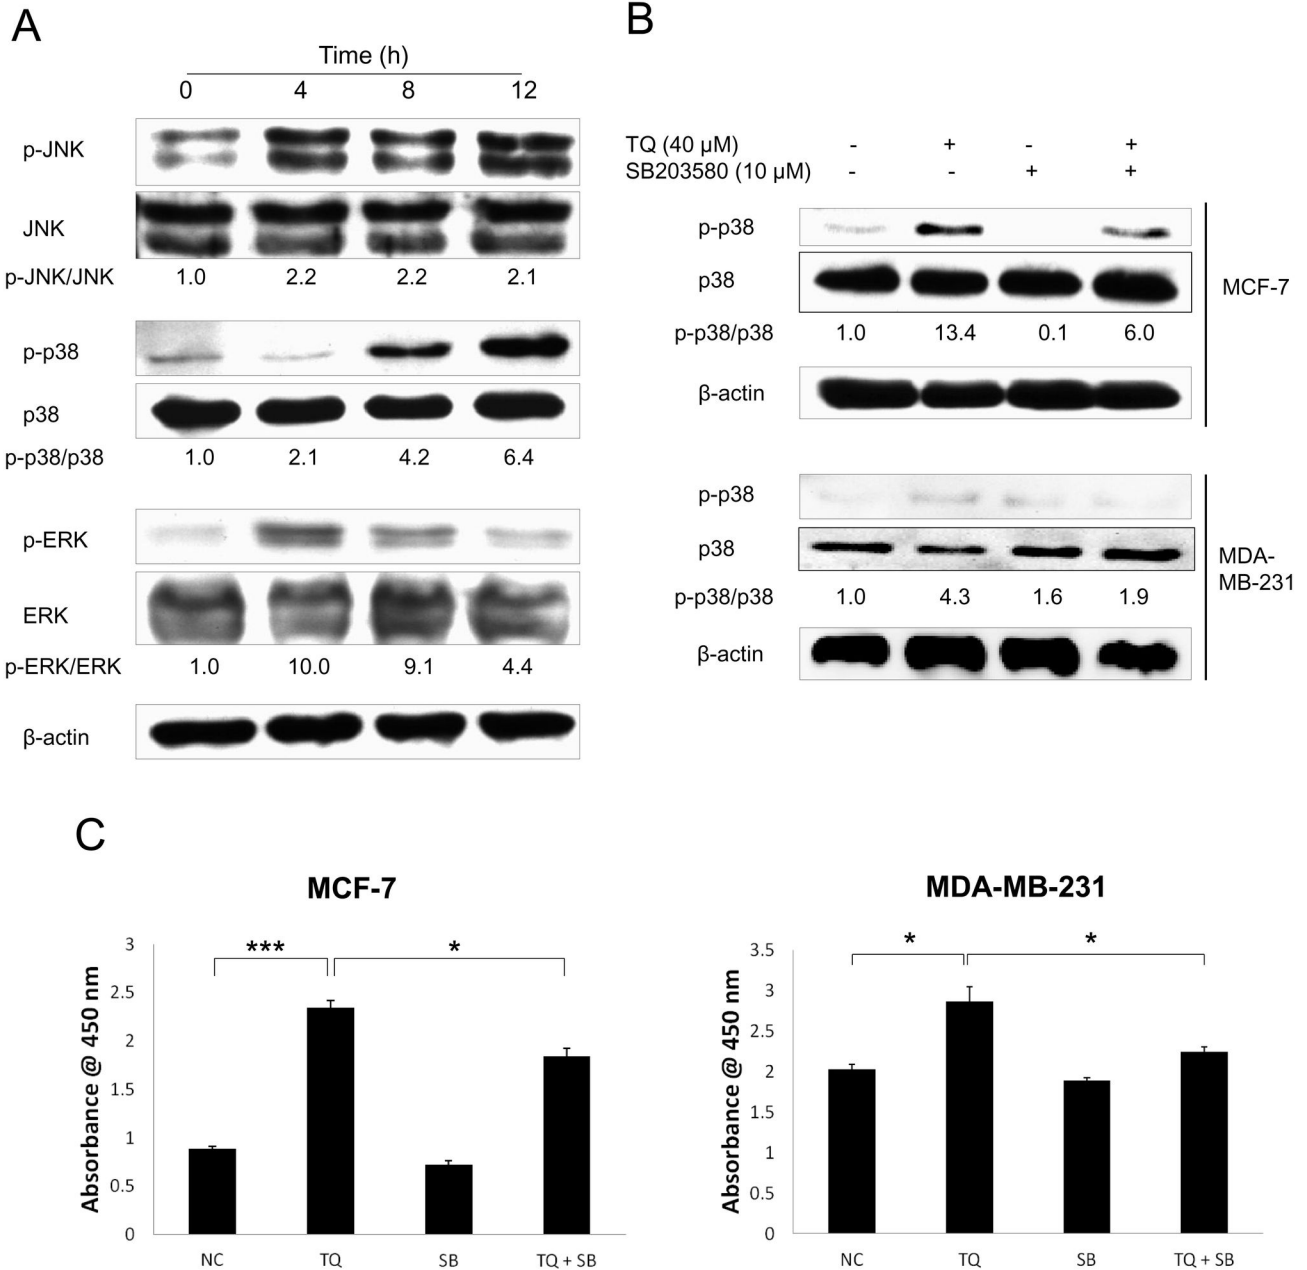 A
Time (h)
0 4 8 12
p-JNK
JNK
p-JNK/JNK 1.0 2.2 2.2 2.1
p-p38
p38
p-p38/p38 1.0 2.1 4.2 6.4
p-ERK
ERK
p-ERK/ERK 1.0 10.0 9.1 4.4
β-actin
B
TQ (40 μM) - + - +
SB203580 (10 μM) - - + +
p-p38
p38
p-p38/p38 1.0 13.4 0.1 6.0
β-actin
MCF-7
p-p38
p38
p-p38/p38 1.0 4.3 1.6 1.9
β-actin
MDA-
MB-231
C
MCF-7
*** *
Absorbance @ 450 nm
3
2.5
2
1.5
1
0.5
0
NC TQ SB TQ + SB
MDA-MB-231
* *
Absorbance @ 450 nm
3.5
3
2.5
2
1.5
1
0.5
0
NC TQ SB TQ + SB